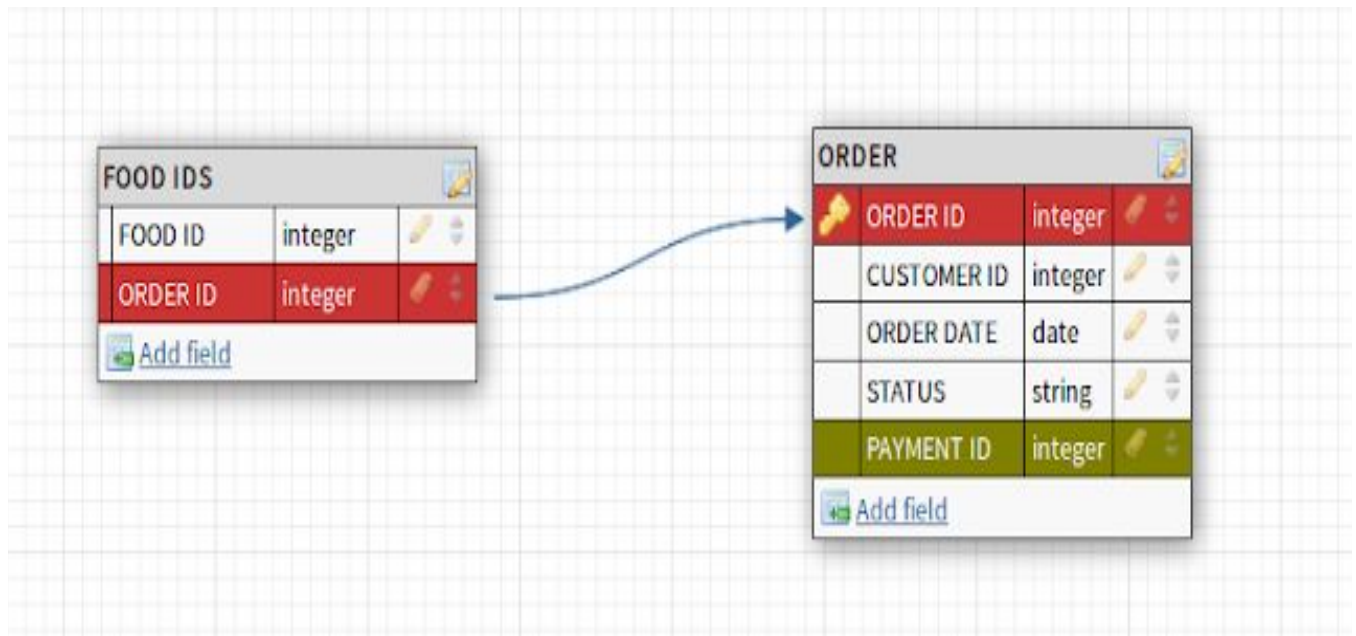 FOOD IDS
FOOD ID integer
ORDER ID integer
Add field
ORDER
ORDER ID integer
CUSTOMER ID integer
ORDER DATE date
STATUS string
PAYMENT ID integer
Add field